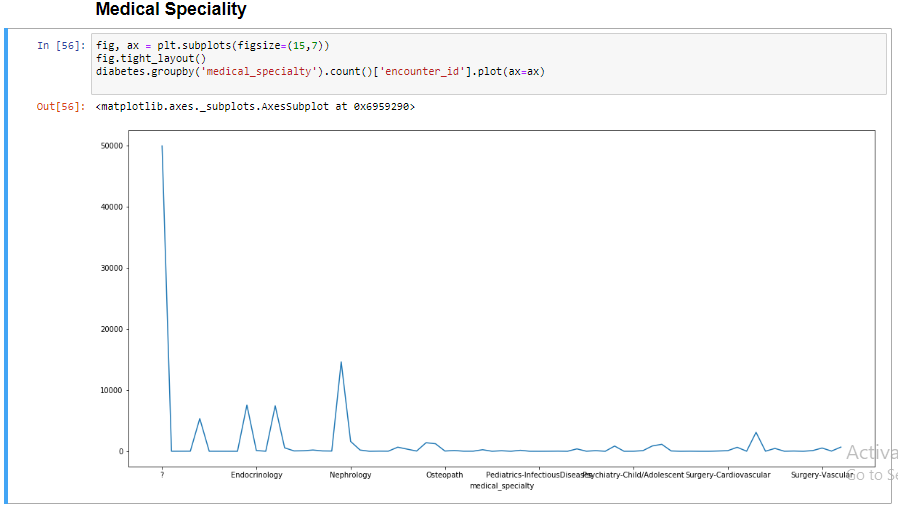 Medical Speciality
In [56]: fig, ax = plt.subplots(figsize=(15,7))
fig.tight_layout()
diabetes.groupby('medical_specialty').count()['encounter_id'].plot(ax=ax)
Out[56]: <matplotlib.axes._subplots.AxesSubplot at 0x6959290>
50000
40000
30000
20000
10000
0
? Endocrinology Nephrology Osteopath Pediatrics-InfectiousDiseases Psychiatry-Child/Adolescent Surgery-Cardiovascular Surgery-Vascular
medical_specialty
Activa
Go to Se